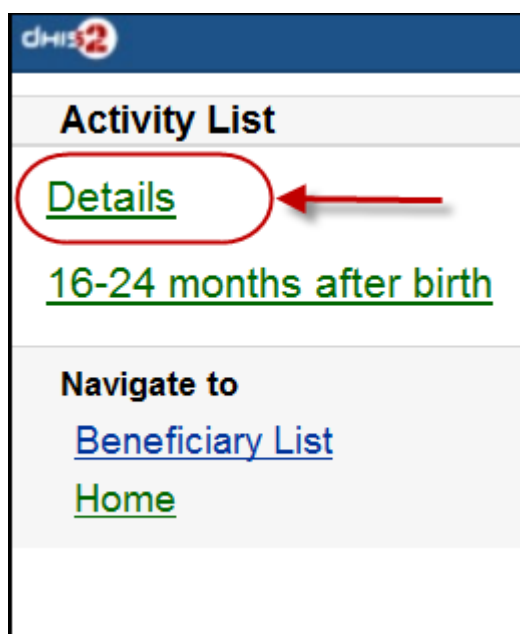 dHIS2
Activity List
Details
16-24 months after birth
Navigate to
Beneficiary List
Home